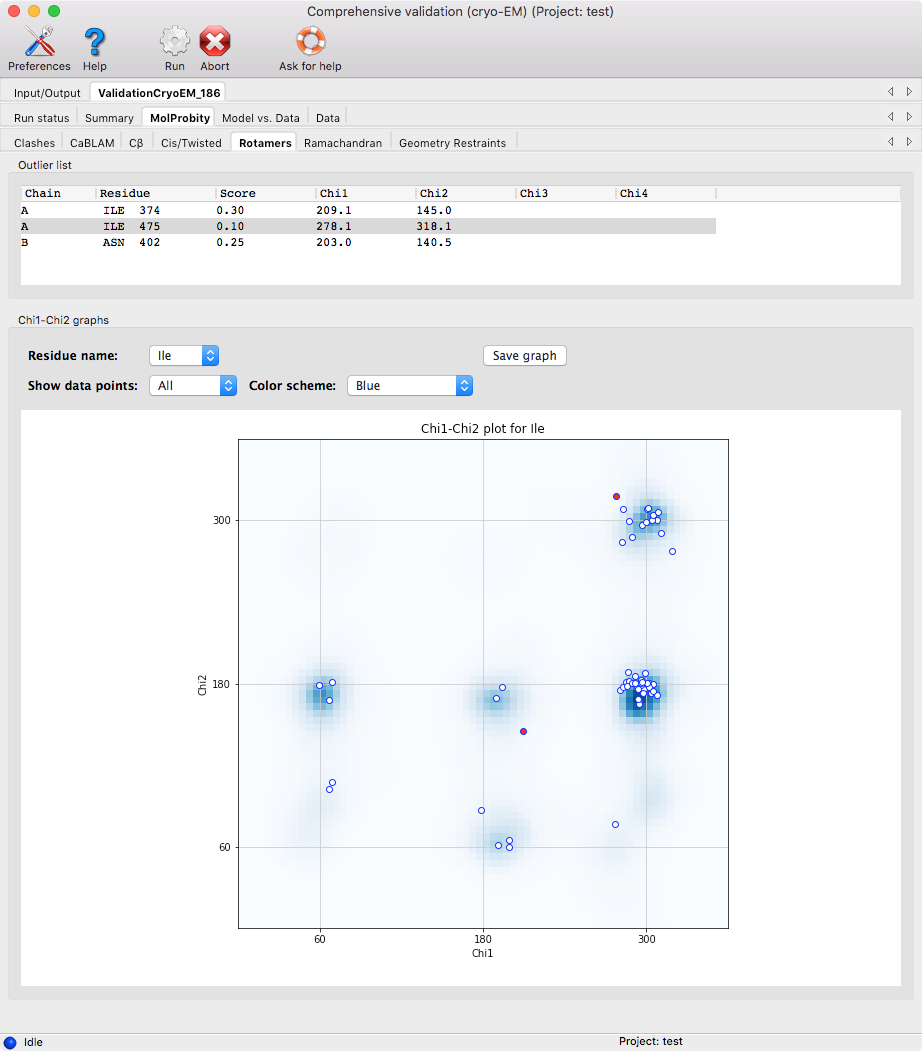 Comprehensive validation (cryo-EM) (Project: test)
Preferences Help Run Abort Ask for help
Input/Output ValidationCryoEM_186
Run status Summary MolProbity Model vs. Data Data
Clashes CaBLAM Cβ Cis/Twisted Rotamers Ramachandran Geometry Restraints
Outlier list
Chain Residue Score Chi1 Chi2 Chi3 Chi4
A ILE 374 0.30 209.1 145.0
A ILE 475 0.10 278.1 318.1
B ASN 402 0.25 203.0 140.5
Chi1-Chi2 graphs
Residue name: Ile Save graph
Show data points: All Color scheme: Blue
Chi1-Chi2 plot for Ile
300
180
60
Chi2
60 180 300
Chi1
Idle Project: test